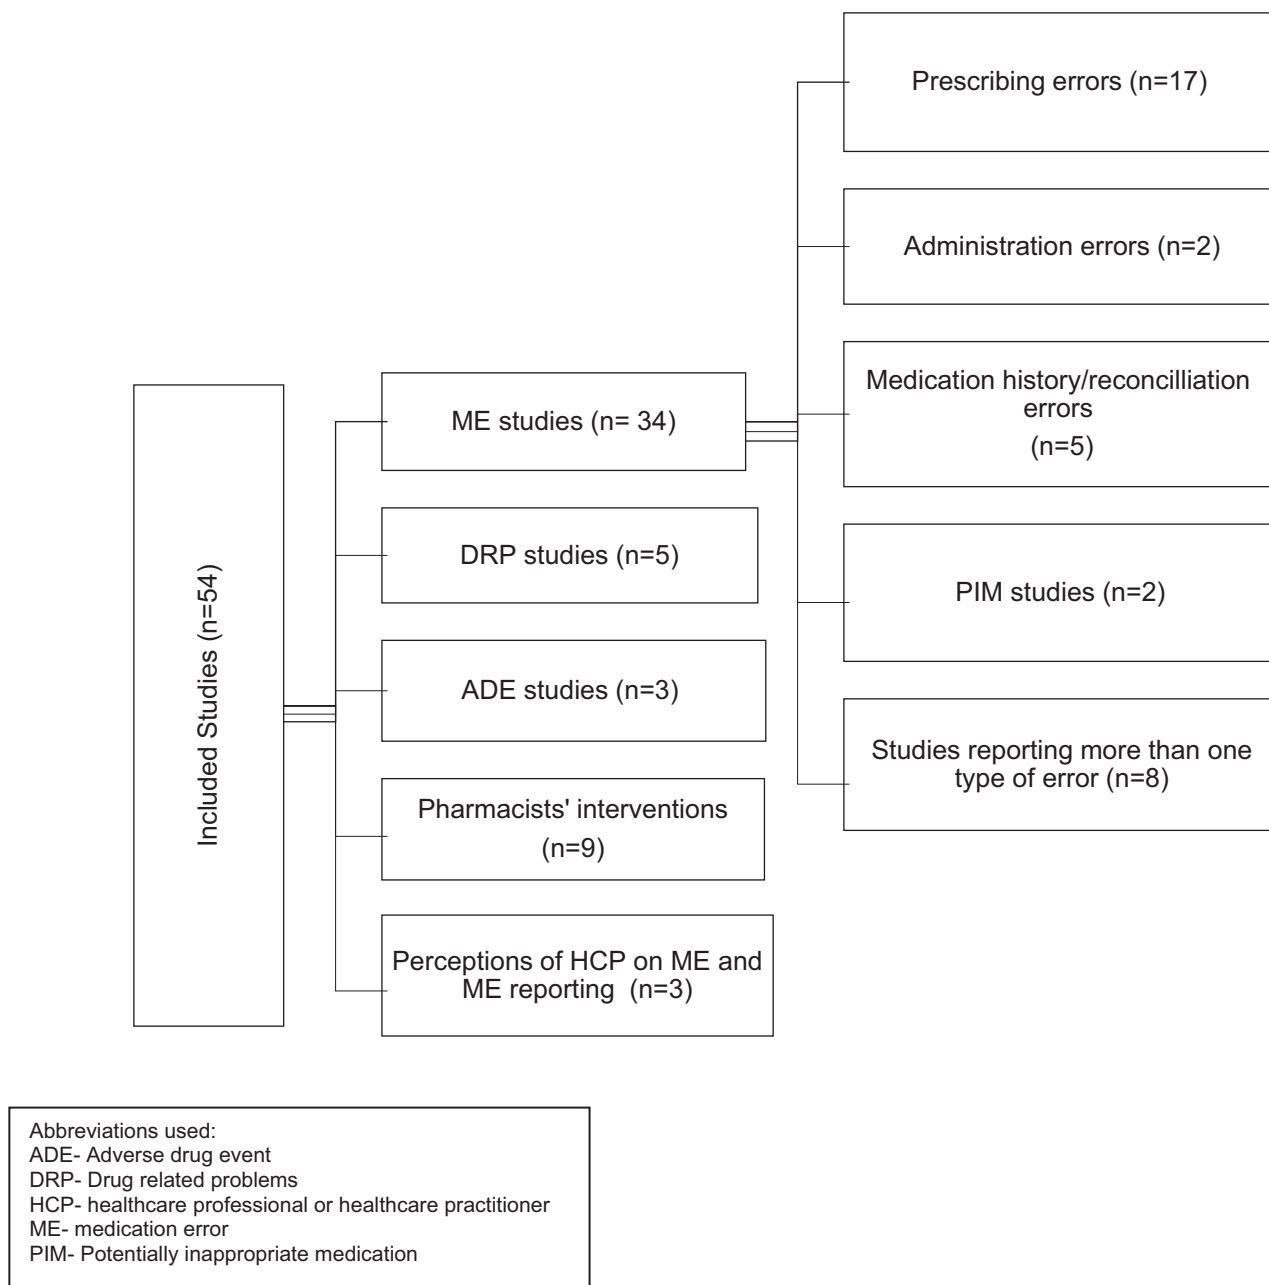 Included Studies (n=54)
ME studies (n= 34)
DRP studies (n=5)
ADE studies (n=3)
Pharmacists' interventions
(n=9)
Perceptions of HCP on ME and
ME reporting (n=3)
Prescribing errors (n=17)
Administration errors (n=2)
Medication history/reconcilliation
errors
(n=5)
PIM studies (n=2)
Studies reporting more than one
type of error (n=8)
Abbreviations used:
ADE- Adverse drug event
DRP- Drug related problems
HCP- healthcare professional or healthcare practitioner
ME- medication error
PIM- Potentially inappropriate medication